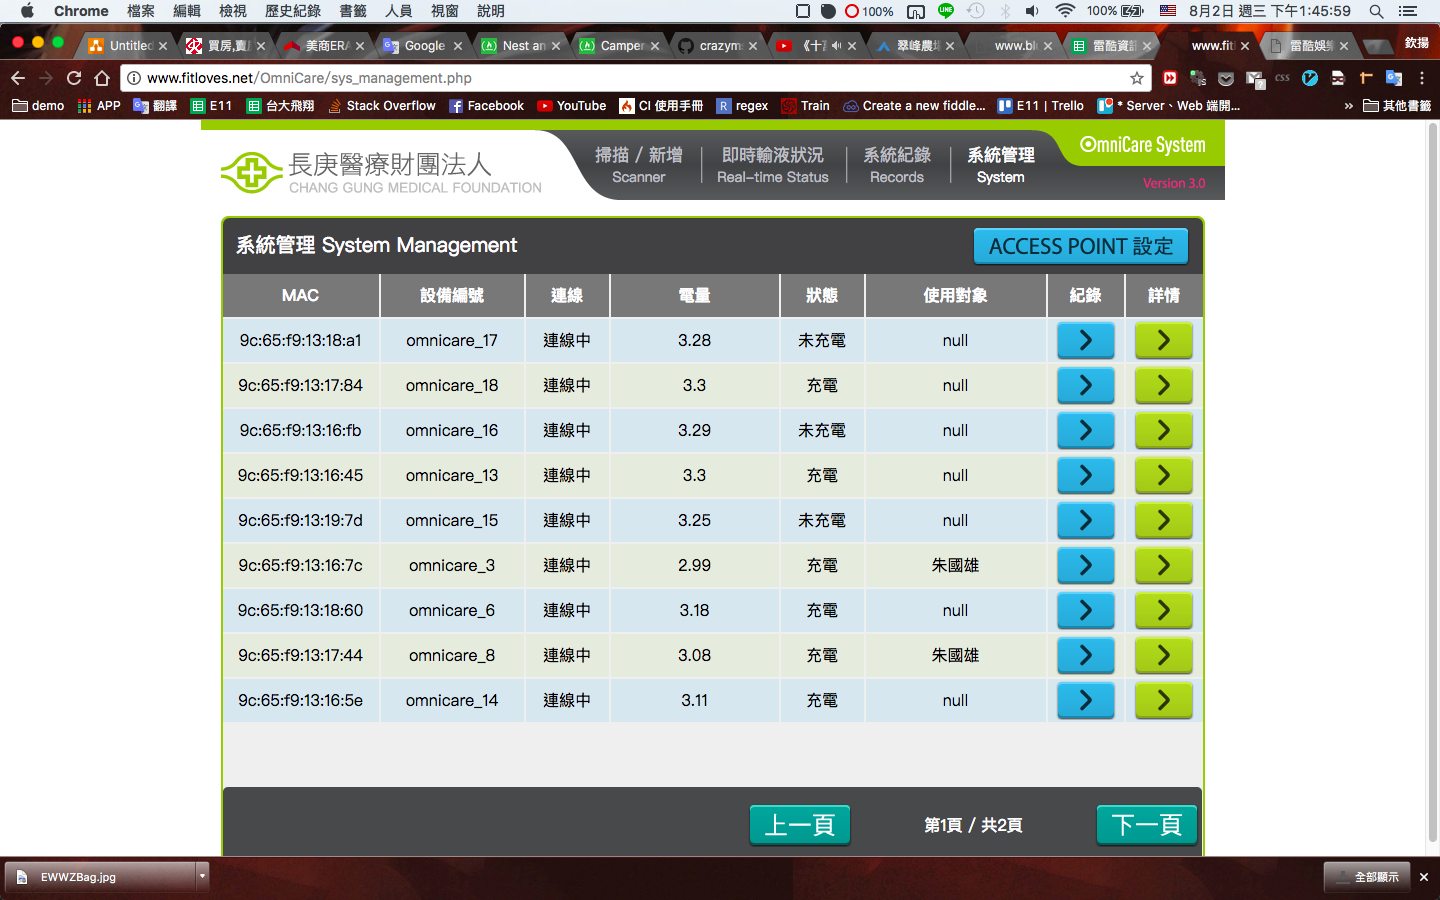 Chrome 檔案 編輯 檢視 歷史紀錄 書籤 人員 視窗 說明 100% LINE 100% 8月2日 週三 下午1:45:59
Untitled 買房,賣 美商ERA Google Nest an Camper crazyms 《十 翠峰農場 www.bl 雷酷資訊 www.fitl 雷酷娛樂 欽揚
www.fitloves.net/OmniCare/sys_management.php
demo APP 翻譯 E11 台大飛翔 Stack Overflow Facebook YouTube CI 使用手冊 regex Train Create a new fiddle... E11 | Trello * Server、Web 端開... » 其他書籤
長庚醫療財團法人
CHANG GUNG MEDICAL FOUNDATION
掃描 / 新增 即時輸液狀況 系統紀錄 系統管理
Scanner Real-time Status Records System
OmniCare System
Version 3.0
系統管理 System Management ACCESS POINT 設定
MAC 設備編號 連線 電量 狀態 使用對象 紀錄 詳情
9c:65:f9:13:18:a1 omnicare_17 連線中 3.28 未充電 null
9c:65:f9:13:17:84 omnicare_18 連線中 3.3 充電 null
9c:65:f9:13:16:fb omnicare_16 連線中 3.29 未充電 null
9c:65:f9:13:16:45 omnicare_13 連線中 3.3 充電 null
9c:65:f9:13:19:7d omnicare_15 連線中 3.25 未充電 null
9c:65:f9:13:16:7c omnicare_3 連線中 2.99 充電 朱國雄
9c:65:f9:13:18:60 omnicare_6 連線中 3.18 充電 null
9c:65:f9:13:17:44 omnicare_8 連線中 3.08 充電 朱國雄
9c:65:f9:13:16:5e omnicare_14 連線中 3.11 充電 null
上一頁 第1頁 / 共2頁 下一頁
EWWZBag.jpg 全部顯示